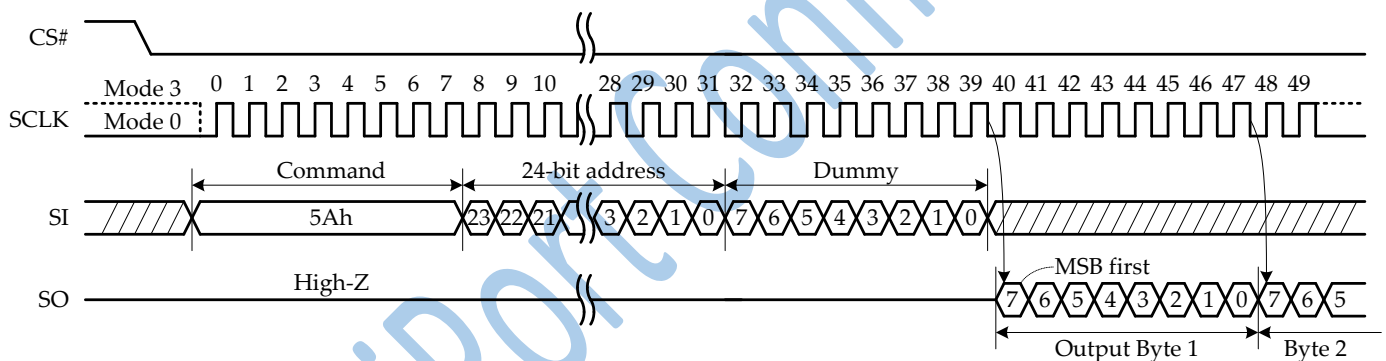 CS#
Mode 3
0 1 2 3 4 5 6 7 8 9 10 28 29 30 31 32 33 34 35 36 37 38 39 40 41 42 43 44 45 46 47 48 49
SCLK
Mode 0
Command 24-bit address Dummy
SI 5Ah 23 22 21 3 2 1 0 7 6 5 4 3 2 1 0
High-Z
MSB first
SO 7 6 5 4 3 2 1 0 7 6 5
Output Byte 1 Byte 2